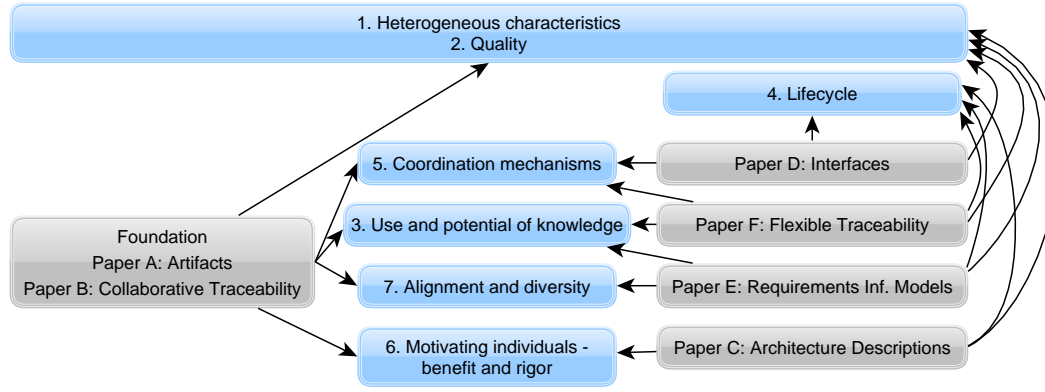 1. Heterogeneous characteristics
2. Quality
4. Lifecycle
5. Coordination mechanisms
Paper D: Interfaces
3. Use and potential of knowledge
Paper F: Flexible Traceability
Foundation
Paper A: Artifacts
Paper B: Collaborative Traceability
7. Alignment and diversity
Paper E: Requirements Inf. Models
6. Motivating individuals -
benefit and rigor
Paper C: Architecture Descriptions